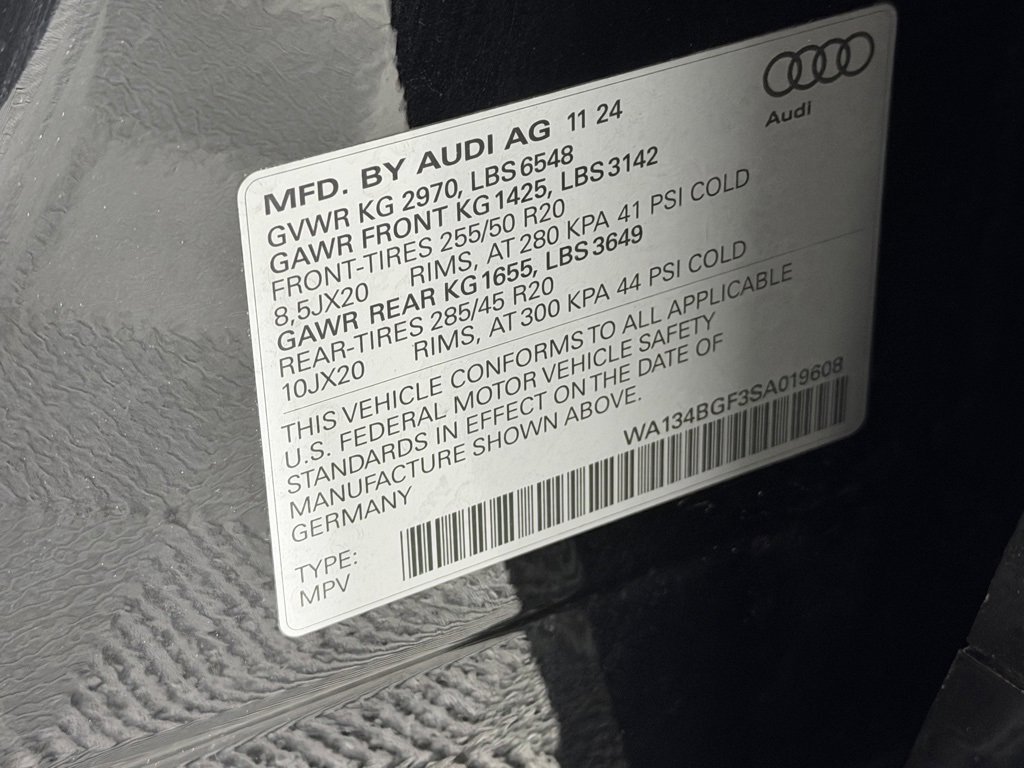 Audi
MFD. BY AUDI AG 11 24
GVWR KG 2970, LBS 6548
GAWR FRONT KG 1425, LBS 3142
FRONT-TIRES 255/50 R20
8,5JX20 RIMS, AT 280 KPA 41 PSI COLD
GAWR REAR KG 1655, LBS 3649
REAR-TIRES 285/45 R20
10JX20 RIMS, AT 300 KPA 44 PSI COLD
THIS VEHICLE CONFORMS TO ALL APPLICABLE
U.S. FEDERAL MOTOR VEHICLE SAFETY
STANDARDS IN EFFECT ON THE DATE OF
MANUFACTURE SHOWN ABOVE.
GERMANY
WA134BGF3SA019608
TYPE:
MPV